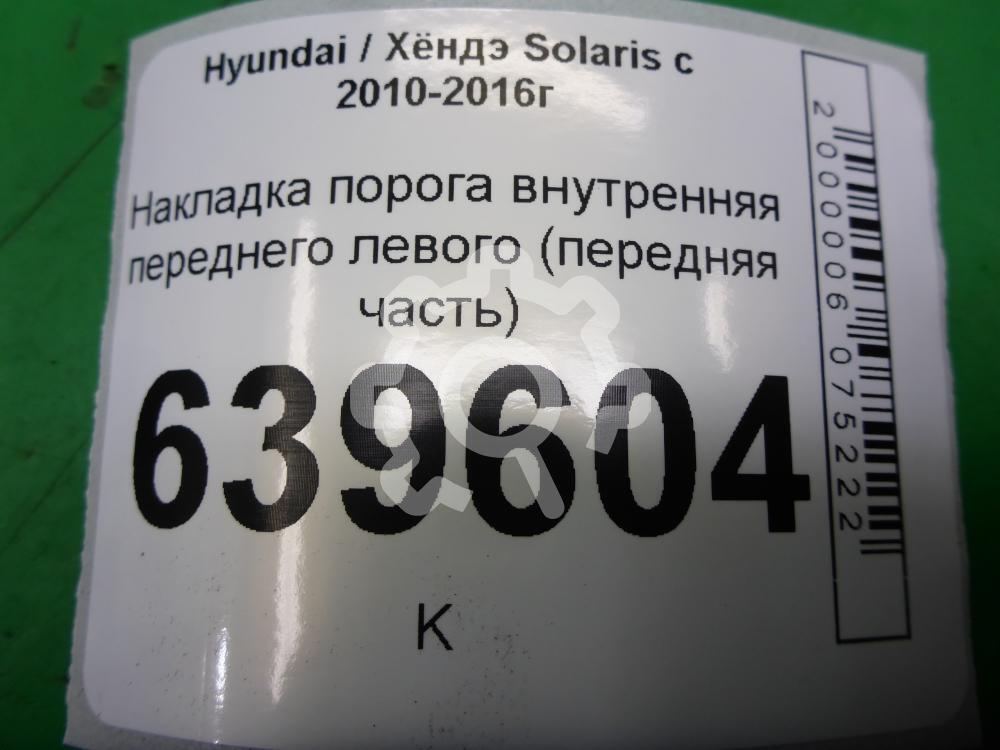 Hyundai / Хёндэ Solaris с
2010-2016г
Накладка порога внутренняя
переднего левого (передняя
часть)
639604
К
2000006075222